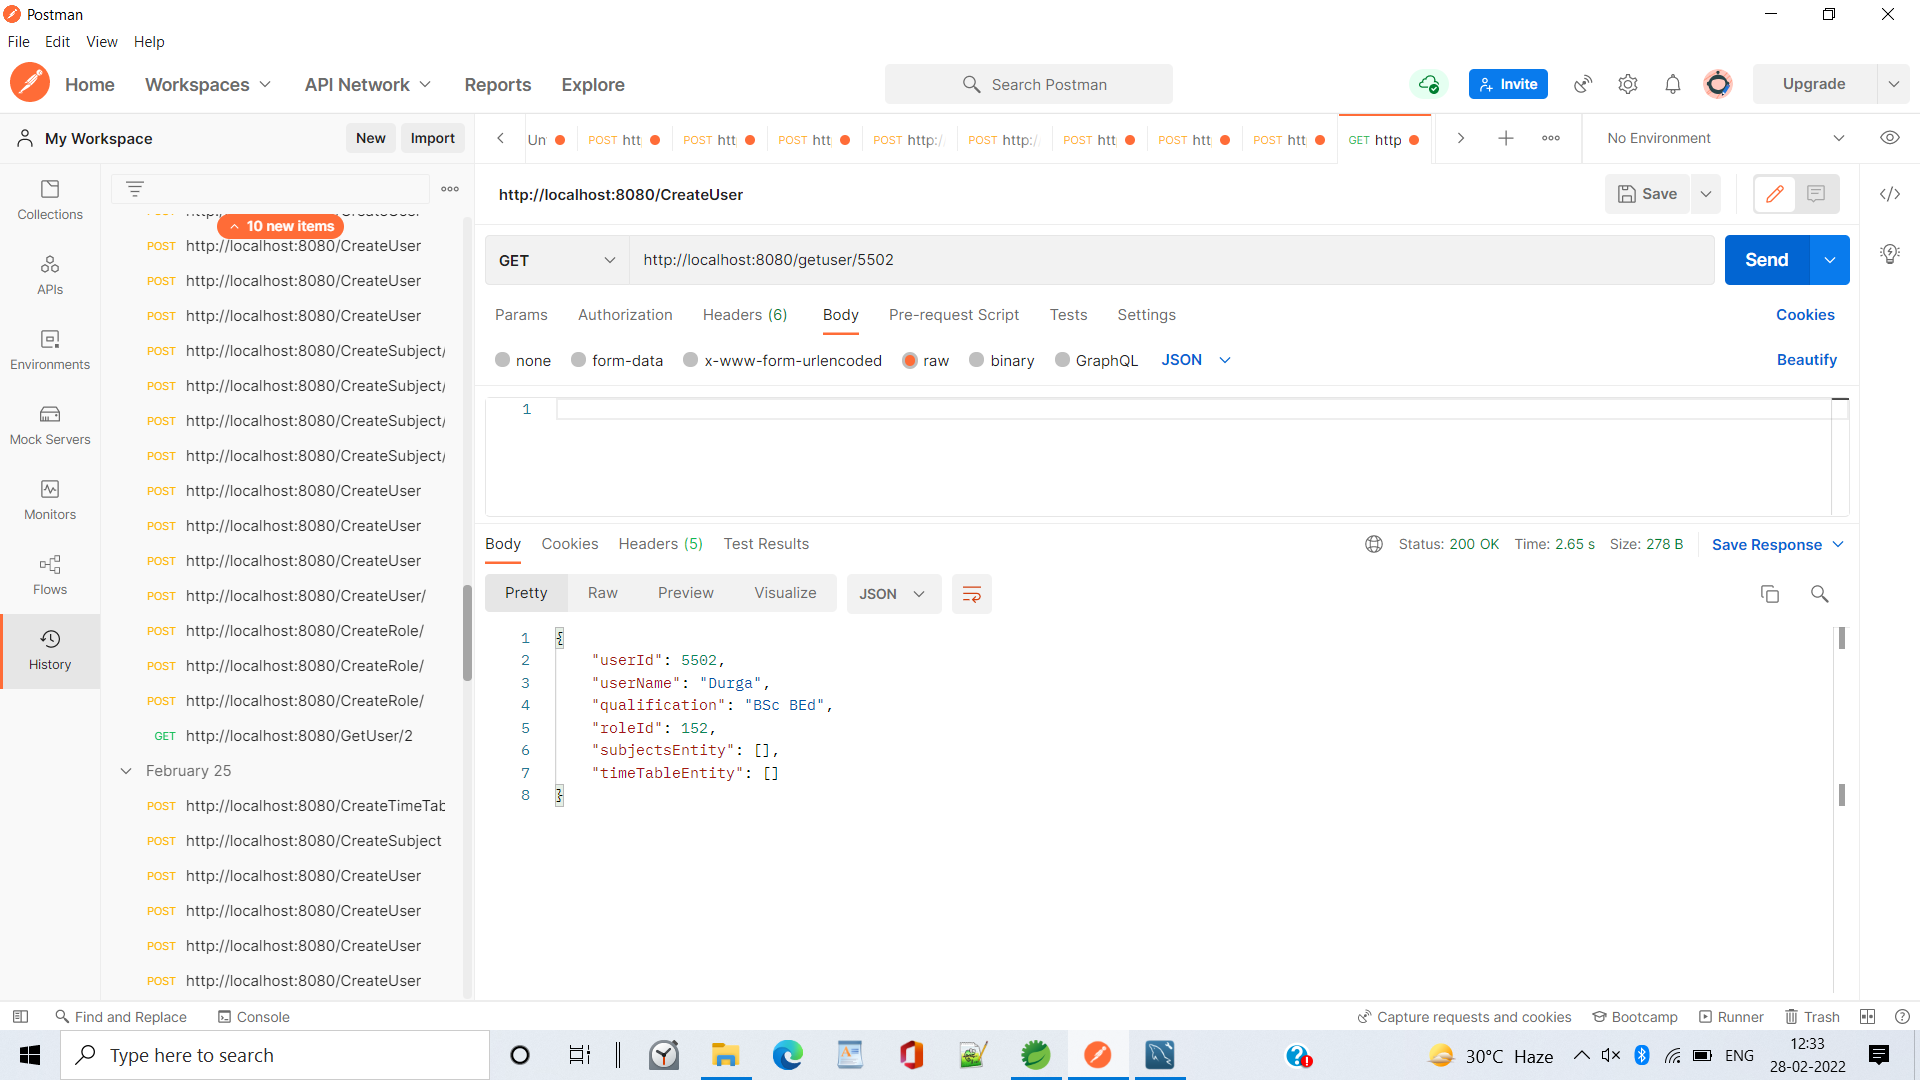 Postman
File Edit View Help
Home Workspaces API Network Reports Explore Search Postman Invite Upgrade
My Workspace New Import
Un POST htt POST htt POST htt POST http:/ POST http:/ POST htt POST htt POST htt GET http No Environment
Collections
APIs
Environments
Mock Servers
Monitors
Flows
History
10 new items
POST http://localhost:8080/CreateUser
POST http://localhost:8080/CreateUser
POST http://localhost:8080/CreateUser
POST http://localhost:8080/CreateSubject/
POST http://localhost:8080/CreateSubject/
POST http://localhost:8080/CreateSubject/
POST http://localhost:8080/CreateSubject/
POST http://localhost:8080/CreateUser
POST http://localhost:8080/CreateUser
POST http://localhost:8080/CreateUser
POST http://localhost:8080/CreateUser/
POST http://localhost:8080/CreateRole/
POST http://localhost:8080/CreateRole/
POST http://localhost:8080/CreateRole/
GET http://localhost:8080/GetUser/2
February 25
POST http://localhost:8080/CreateTimeTab
POST http://localhost:8080/CreateSubject
POST http://localhost:8080/CreateUser
POST http://localhost:8080/CreateUser
POST http://localhost:8080/CreateUser
POST http://localhost:8080/CreateUser
http://localhost:8080/CreateUser Save
GET http://localhost:8080/getuser/5502 Send
Params Authorization Headers (6) Body Pre-request Script Tests Settings Cookies
none form-data x-www-form-urlencoded raw binary GraphQL JSON Beautify
1
Body Cookies Headers (5) Test Results Status: 200 OK Time: 2.65 s Size: 278 B Save Response
Pretty Raw Preview Visualize JSON
1 {
2 "userId": 5502,
3 "userName": "Durga",
4 "qualification": "BSc BEd",
5 "roleId": 152,
6 "subjectsEntity": [],
7 "timeTableEntity": []
8 }
Find and Replace Console Capture requests and cookies Bootcamp Runner Trash
Type here to search 30°C Haze ENG 12:33
28-02-2022